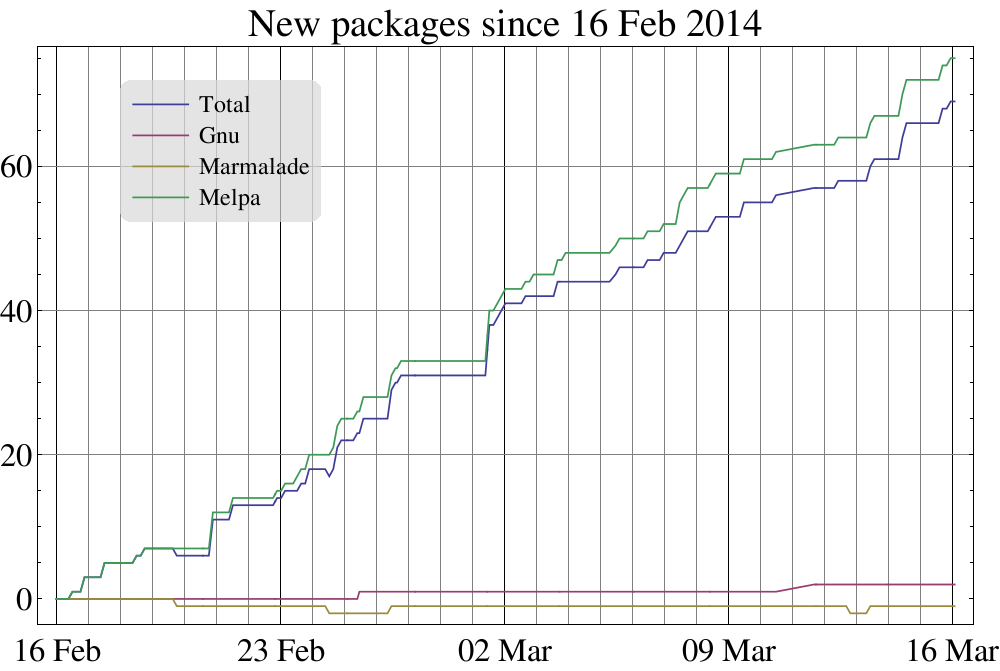 New packages since 16 Feb 2014
Total
Gnu
Marmalade
Melpa
60
40
20
0
16 Feb 23 Feb 02 Mar 09 Mar 16 Mar